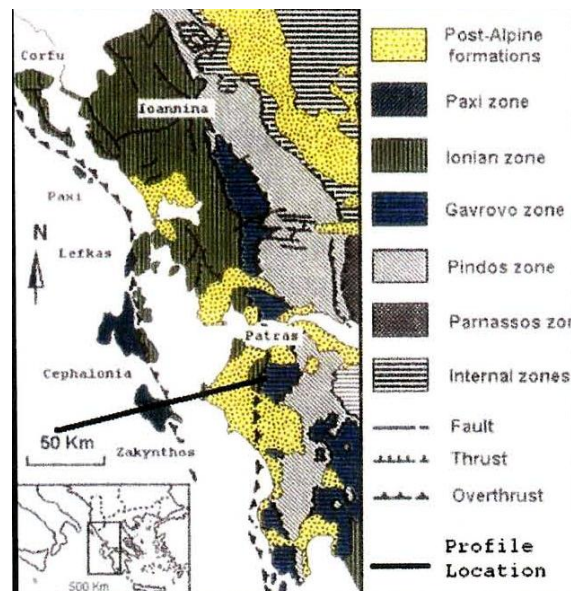 Corfu
Ioannina
Paxi
N
Lefkas
Patras
Cephalonia
50 Km
Zakynthos
500 Km
Post-Alpine
formations
Paxi zone
Ionian zone
Gavrovo zone
Pindos zone
Parnassos zor
Internal zones
Fault
Thrust
Overthrust
Profile
Location